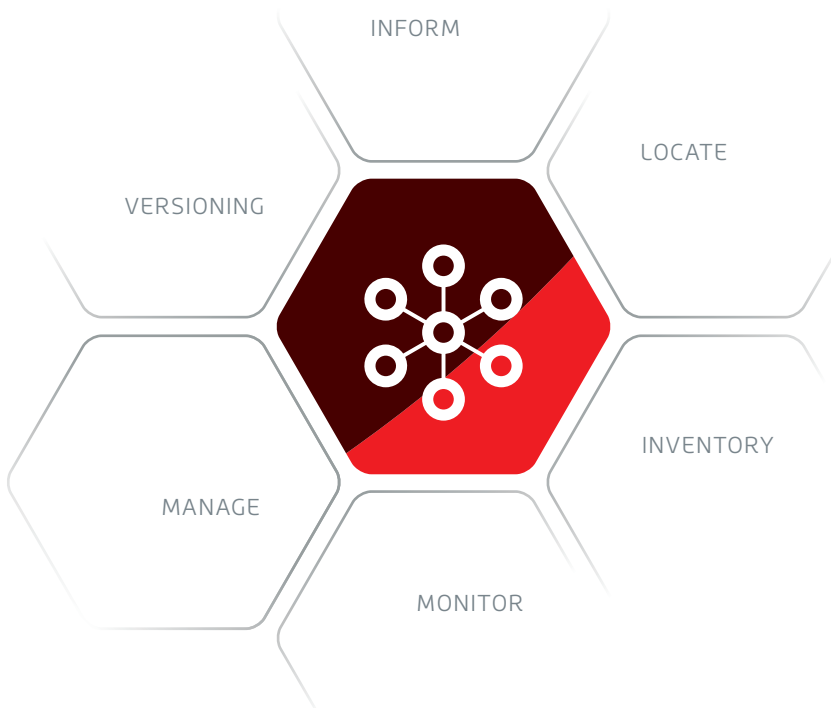 INFORM
LOCATE
VERSIONING
INVENTORY
MANAGE
MONITOR